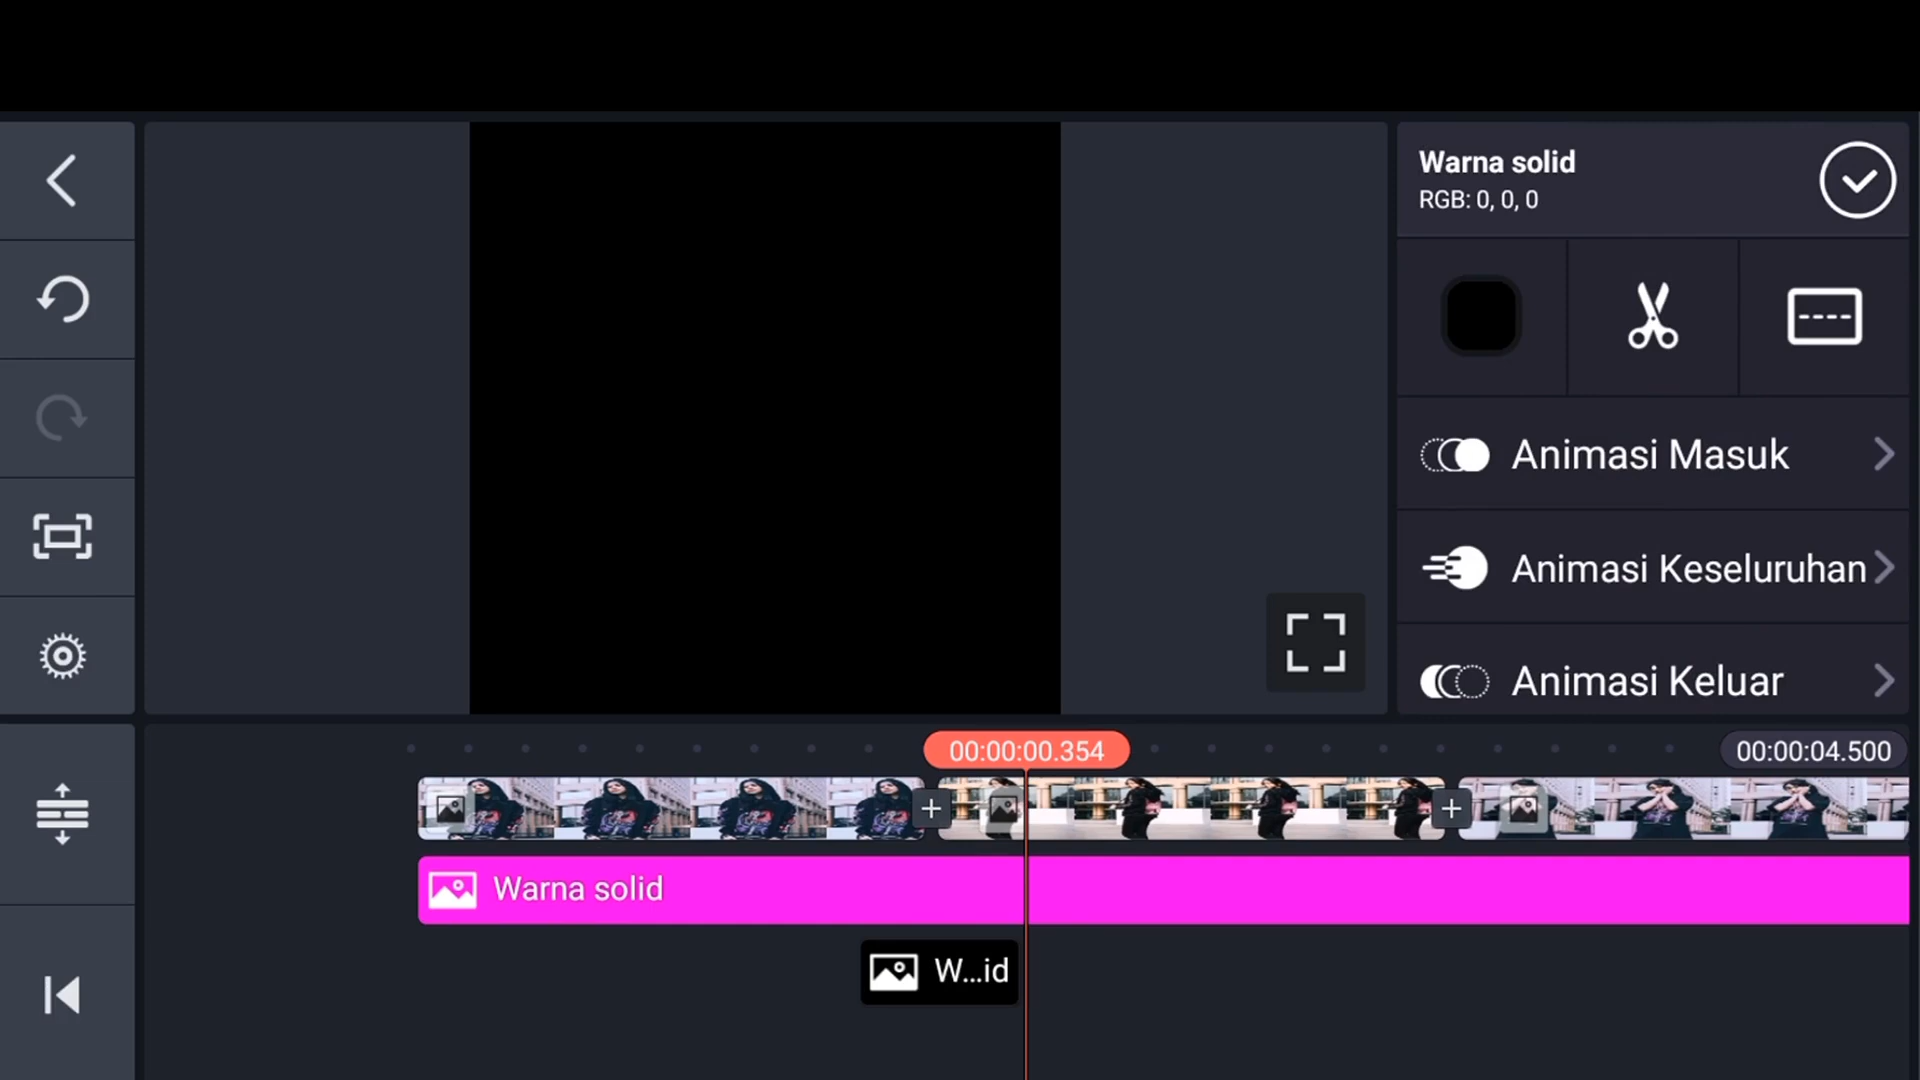 Warna solid
RGB: 0, 0, 0
Animasi Masuk
Animasi Keseluruhan
Animasi Keluar
00:00:00.354
00:00:04.500
Warna solid
W...id